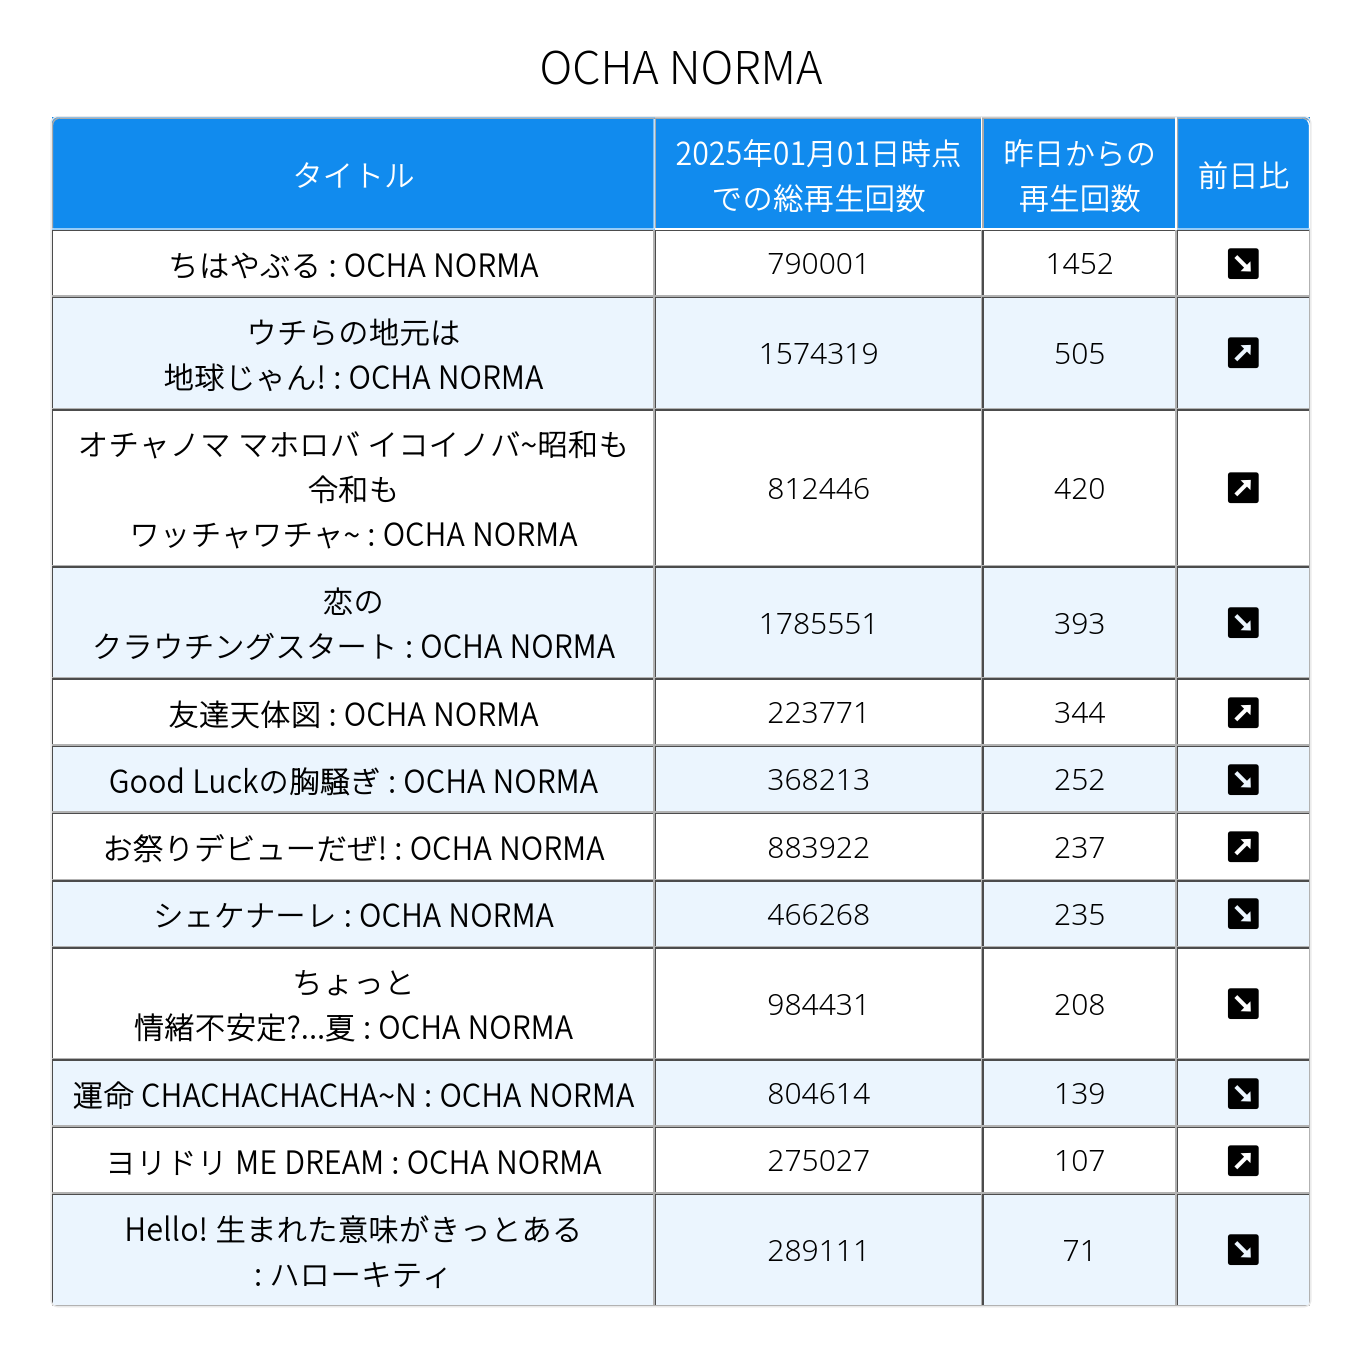 OCHA NORMA
タイトル
2025年01月01日時点
での総再生回数
昨日からの
再生回数
前日比
ちはやぶる : OCHA NORMA
790001
1452
ウチらの地元は
地球じゃん! : OCHA NORMA
1574319
505
オチャノマ マホロバ イコイノバ~昭和も
令和も
ワッチャワチャ~ : OCHA NORMA
812446
420
恋の
クラウチングスタート : OCHA NORMA
1785551
393
友達天体図 : OCHA NORMA
223771
344
Good Luckの胸騒ぎ : OCHA NORMA
368213
252
お祭りデビューだぜ! : OCHA NORMA
883922
237
シェケナーレ : OCHA NORMA
466268
235
ちょっと
情緒不安定?...夏 : OCHA NORMA
984431
208
運命 CHACHACHACHA~N : OCHA NORMA
804614
139
ヨリドリ ME DREAM : OCHA NORMA
275027
107
Hello! 生まれた意味がきっとある
: ハローキティ
289111
71